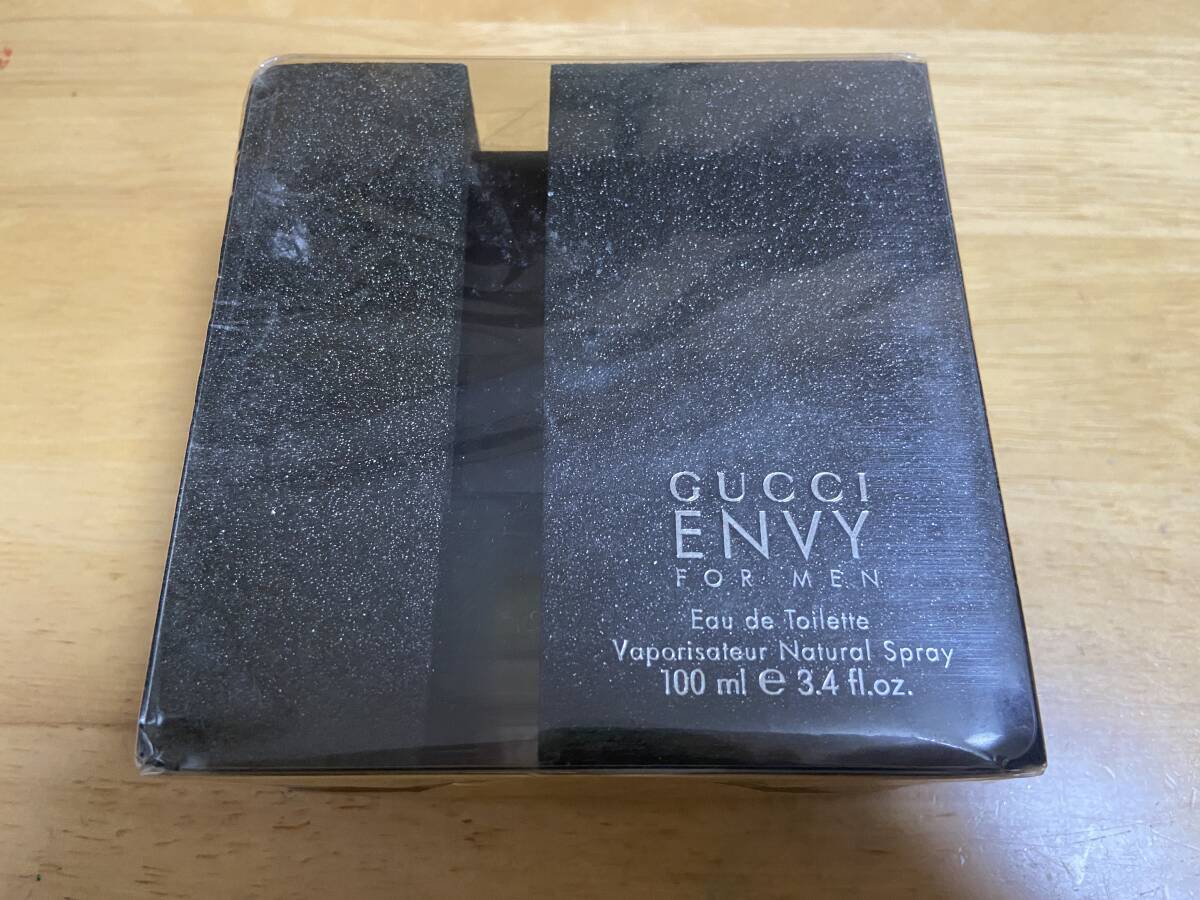 GUCCI
ENVY
FOR MEN
Eau de Toilette
Vaporisateur Natural Spray
100 ml ℮ 3.4 fl.oz.